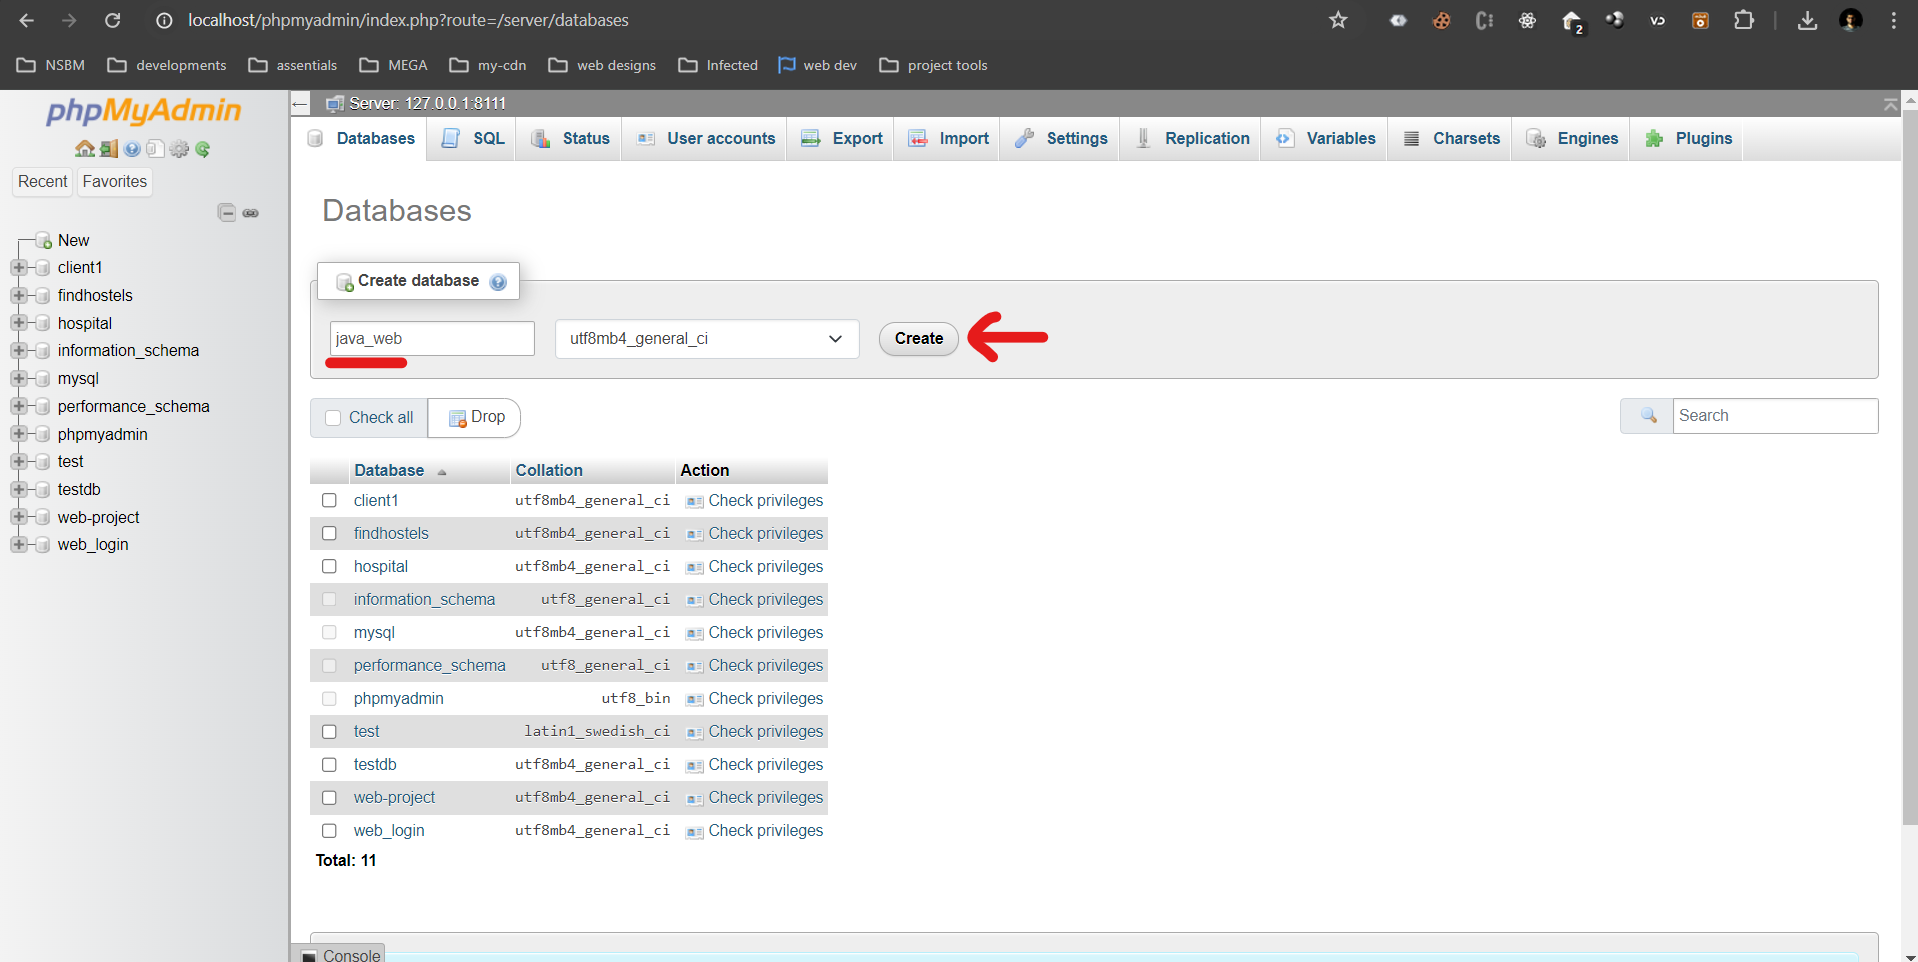 localhost/phpmyadmin/index.php?route=/server/databases
2
NSBM developments assentials MEGA my-cdn web designs Infected web dev project tools
phpMyAdmin
Recent Favorites
New
client1
findhostels
hospital
information_schema
mysql
performance_schema
phpmyadmin
test
testdb
web-project
web_login
Server: 127.0.0.1:8111
Databases SQL Status User accounts Export Import Settings Replication Variables Charsets Engines Plugins
Databases
Create database
java_web utf8mb4_general_ci Create
Check all Drop Search
Database Collation Action
client1 utf8mb4_general_ci Check privileges
findhostels utf8mb4_general_ci Check privileges
hospital utf8mb4_general_ci Check privileges
information_schema utf8_general_ci Check privileges
mysql utf8mb4_general_ci Check privileges
performance_schema utf8_general_ci Check privileges
phpmyadmin utf8_bin Check privileges
test latin1_swedish_ci Check privileges
testdb utf8mb4_general_ci Check privileges
web-project utf8mb4_general_ci Check privileges
web_login utf8mb4_general_ci Check privileges
Total: 11
Console